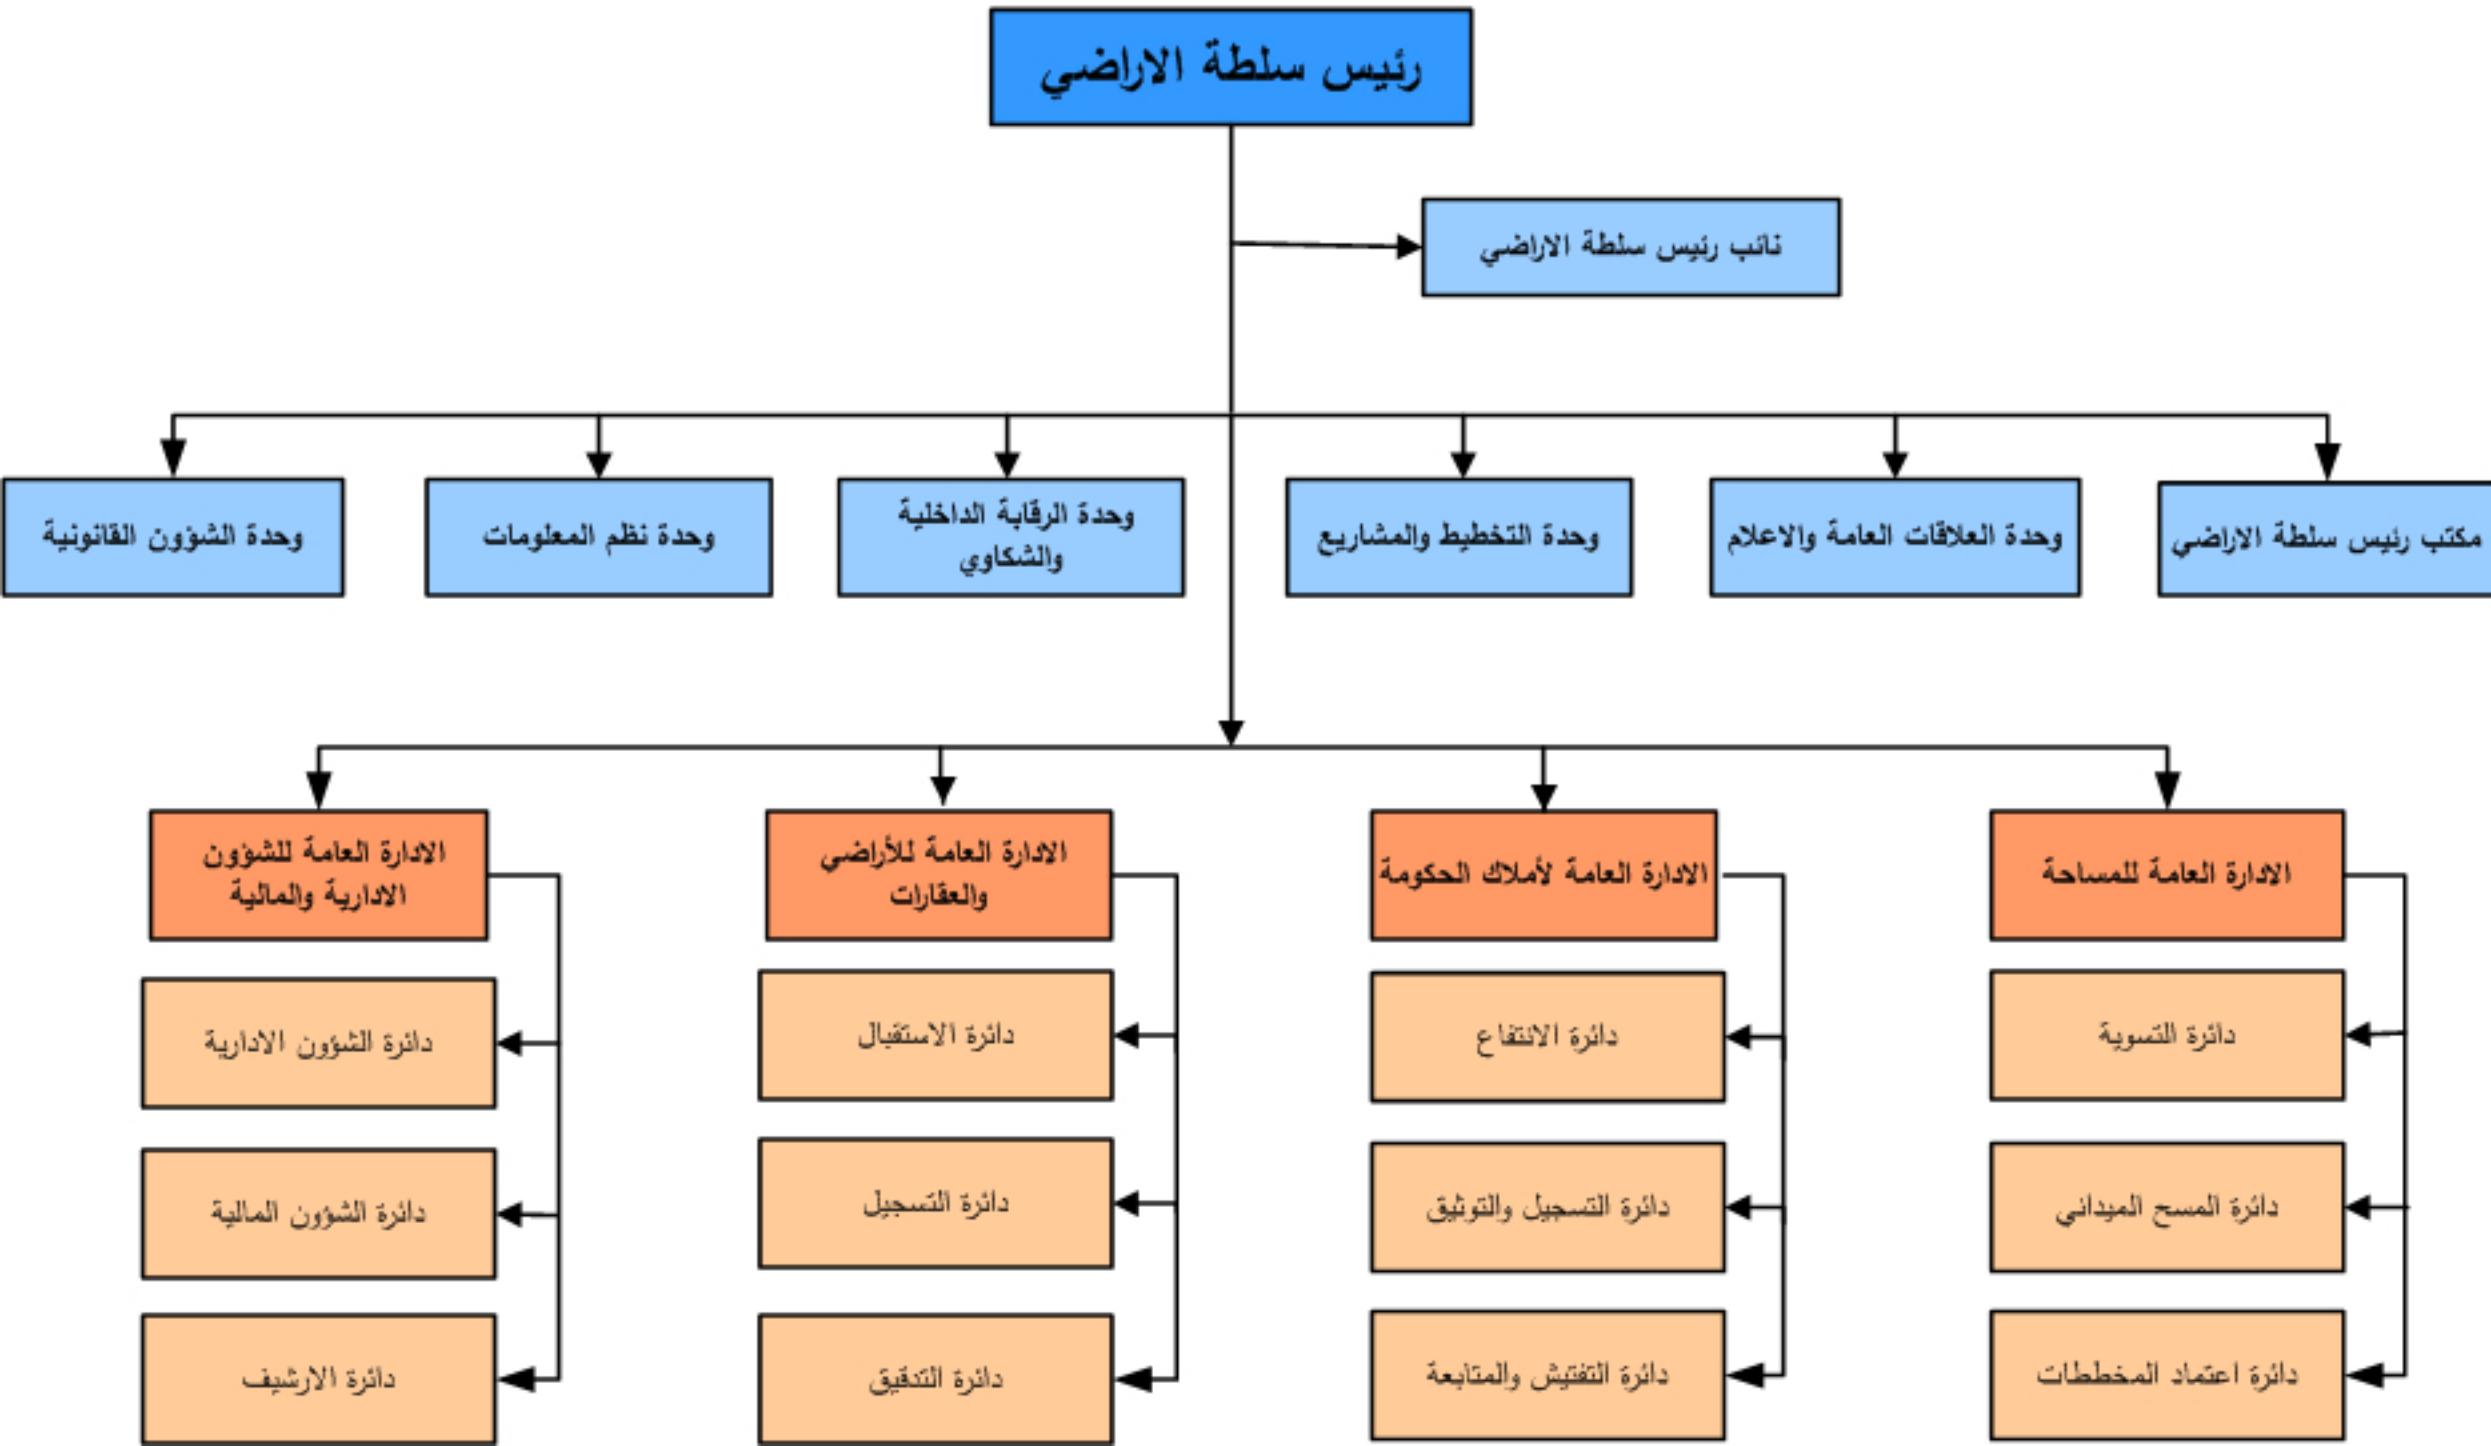 رئيس سلطة الاراضي
نائب رئيس سلطة الاراضي
مكتب رئيس سلطة الاراضي
وحدة العلاقات العامة والاعلام
وحدة التخطيط والمشاريع
وحدة الرقابة الداخلية
والشكاوي
وحدة نظم المعلومات
وحدة الشؤون القانونية
الادارة العامة للمساحة
دائرة التسوية
دائرة المسح الميداني
دائرة اعتماد المخططات
الادارة العامة لأملاك الحكومة
دائرة الانتفاع
دائرة التسجيل والتوثيق
دائرة التفتيش والمتابعة
الادارة العامة للأراضي
والعقارات
دائرة الاستقبال
دائرة التسجيل
دائرة التدقيق
الادارة العامة للشؤون
الادارية والمالية
دائرة الشؤون الادارية
دائرة الشؤون المالية
دائرة الارشيف